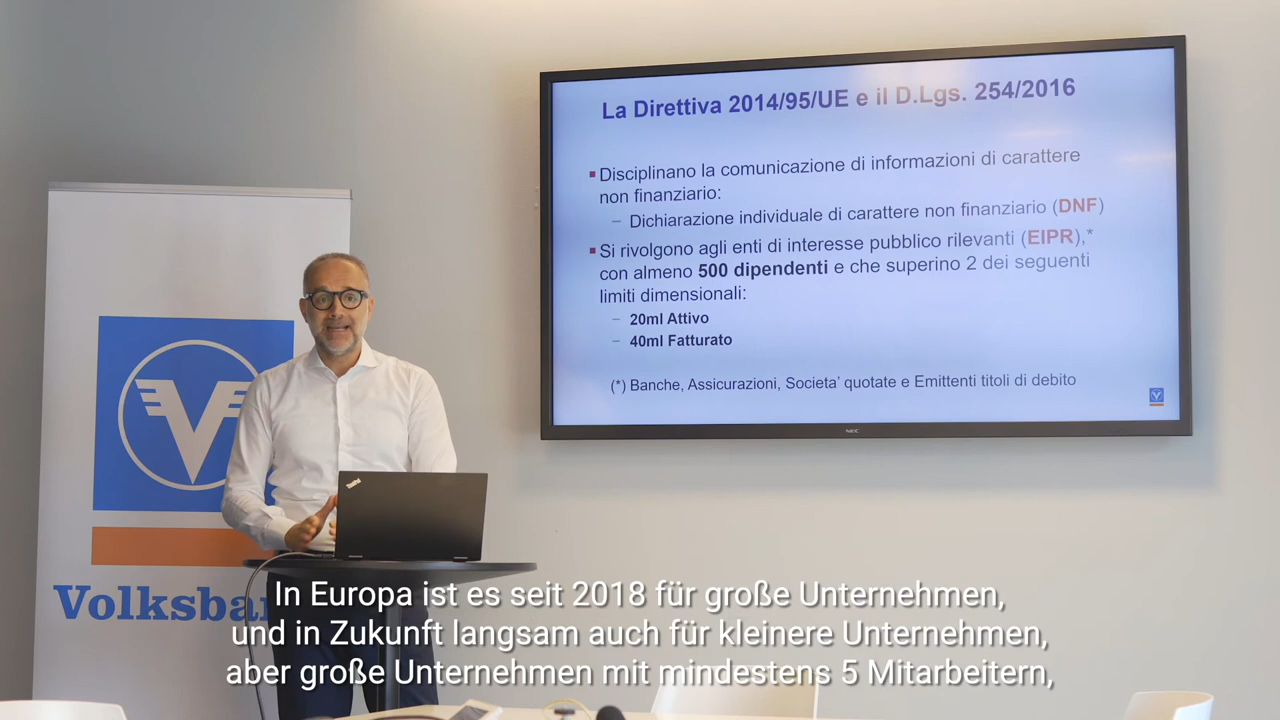 La Direttiva 2014/95/UE e il D.Lgs. 254/2016
▪ Disciplinano la comunicazione di informazioni di carattere
non finanziario:
– Dichiarazione individuale di carattere non finanziario (DNF)
▪ Si rivolgono agli enti di interesse pubblico rilevanti (EIPR),*
con almeno 500 dipendenti e che superino 2 dei seguenti
limiti dimensionali:
– 20ml Attivo
– 40ml Fatturato
(*) Banche, Assicurazioni, Societa’ quotate e Emittenti titoli di debito
NEC
V
Volksban
In Europa ist es seit 2018 für große Unternehmen,
und in Zukunft langsam auch für kleinere Unternehmen,
aber große Unternehmen mit mindestens 5 Mitarbeitern,